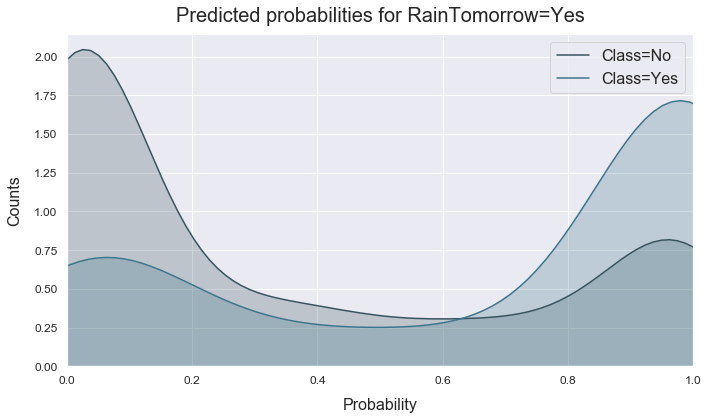 Predicted probabilities for RainTomorrow=Yes
Class=No
Class=Yes
Counts
2.00
1.75
1.50
1.25
1.00
0.75
0.50
0.25
0.00
0.0 0.2 0.4 0.6 0.8 1.0
Probability